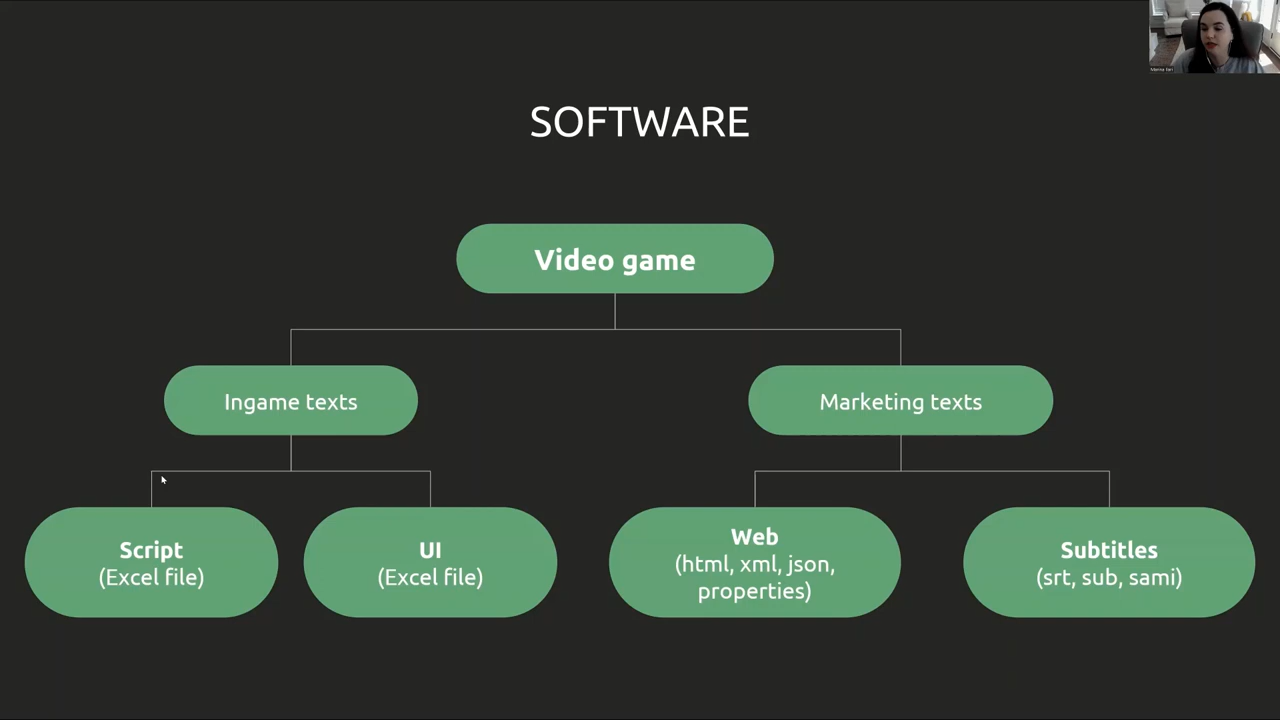 SOFTWARE
Video game
Ingame texts
Marketing texts
Script
(Excel file)
UI
(Excel file)
Web
(html, xml, json,
properties)
Subtitles
(srt, sub, sami)